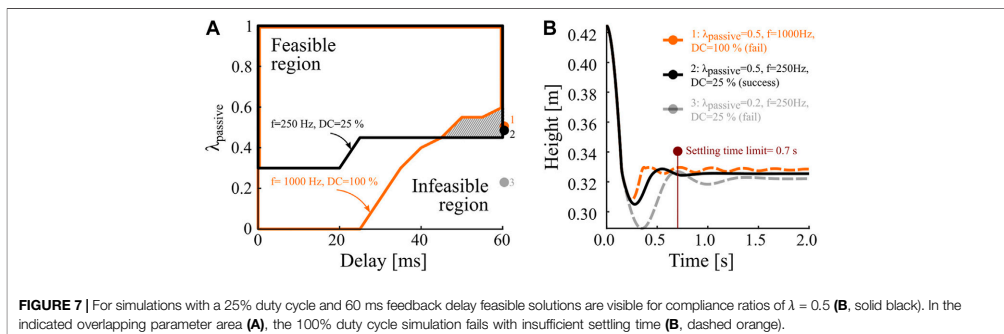 A
1
0.8
0.6
0.4
0.2
0
λpassive
Feasible
region
f=250 Hz, DC=25 %
f= 1000 Hz, DC=100 %
Infeasible
region
1
2
3
0 20 40 60
Delay [ms]
B
0.42
0.38
0.34
0.32
0.30
Height [m]
1: λpassive=0.5, f=1000Hz,
DC=100 % (fail)
2: λpassive=0.5, f=250Hz,
DC=25 % (success)
3: λpassive=0.2, f=250Hz,
DC=25 % (fail)
Settling time limit= 0.7 s
0.0 0.5 1.0 1.5 2.0
Time [s]
FIGURE 7 | For simulations with a 25% duty cycle and 60 ms feedback delay feasible solutions are visible for compliance ratios of λ = 0.5 (B, solid black). In the
indicated overlapping parameter area (A), the 100% duty cycle simulation fails with insufficient settling time (B, dashed orange).